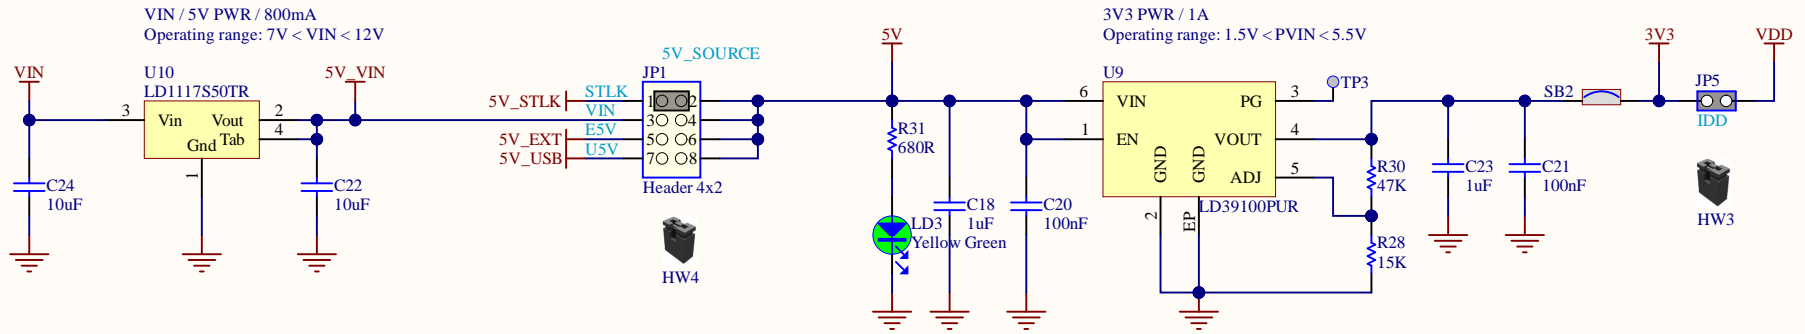 VIN / 5V PWR / 800mA
Operating range: 7V < VIN < 12V
VIN
U10
LD1117S50TR
3
Vin
Vout
2
Tab
4
Gnd
1
5V_VIN
C24
10uF
C22
10uF
5V_SOURCE
JP1
5V_STLK
STLK
1
2
VIN
3
4
5V_EXT
E5V
5
6
5V_USB
U5V
7
8
Header 4x2
HW4
5V
R31
680R
LD3
Yellow Green
C18
1uF
C20
100nF
3V3 PWR / 1A
Operating range: 1.5V < PVIN < 5.5V
U9
6
VIN
PG
3
TP3
1
EN
VOUT
4
GND
GND
ADJ
5
LD39100PUR
2
EP
R30
47K
R28
15K
C23
1uF
C21
100nF
SB2
3V3
VDD
JP5
IDD
HW3